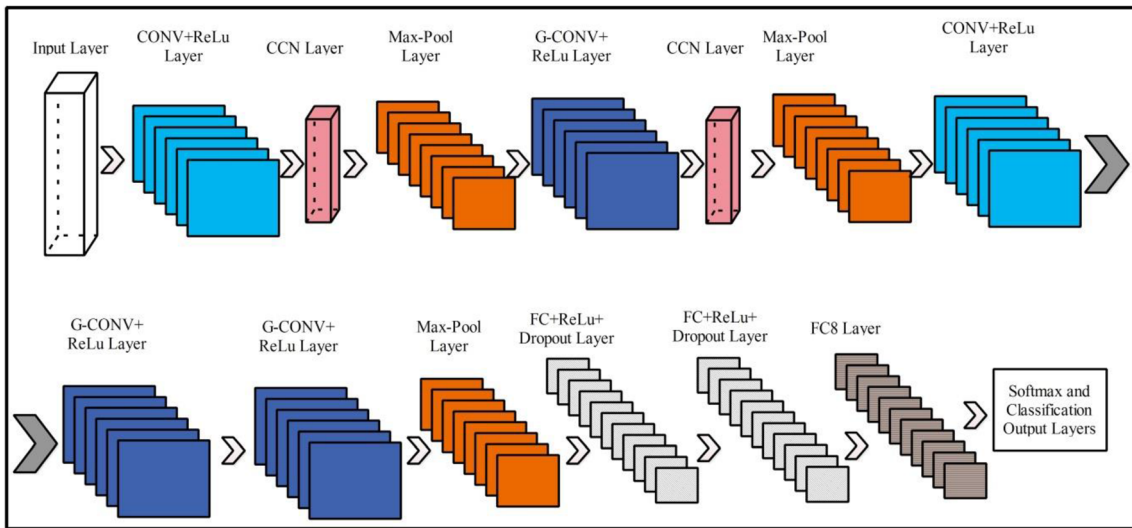 Input Layer
CONV+ReLu
Layer
CCN Layer
Max-Pool
Layer
G-CONV+
ReLu Layer
CCN Layer
Max-Pool
Layer
CONV+ReLu
Layer
G-CONV+
ReLu Layer
G-CONV+
ReLu Layer
Max-Pool
Layer
FC+ReLu+
Dropout Layer
FC+ReLu+
Dropout Layer
FC8 Layer
Softmax and
Classification
Output Layers